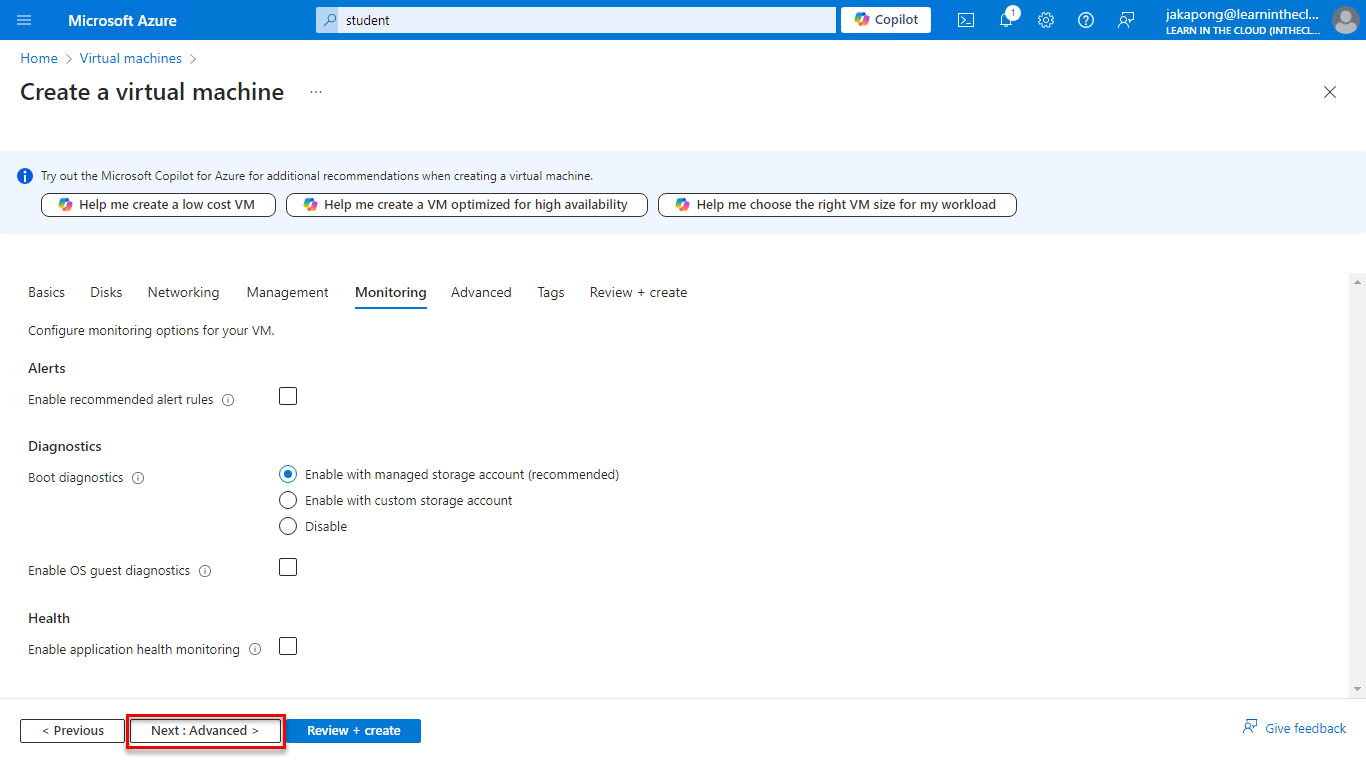 Microsoft Azure
student
Copilot
1
jakapong@learninthecl...
LEARN IN THE CLOUD (INTHECL...
Home > Virtual machines >
Create a virtual machine ...
Try out the Microsoft Copilot for Azure for additional recommendations when creating a virtual machine.
Help me create a low cost VM
Help me create a VM optimized for high availability
Help me choose the right VM size for my workload
Basics Disks Networking Management Monitoring Advanced Tags Review + create
Configure monitoring options for your VM.
Alerts
Enable recommended alert rules
Diagnostics
Boot diagnostics
Enable with managed storage account (recommended)
Enable with custom storage account
Disable
Enable OS guest diagnostics
Health
Enable application health monitoring
< Previous
Next : Advanced >
Review + create
Give feedback